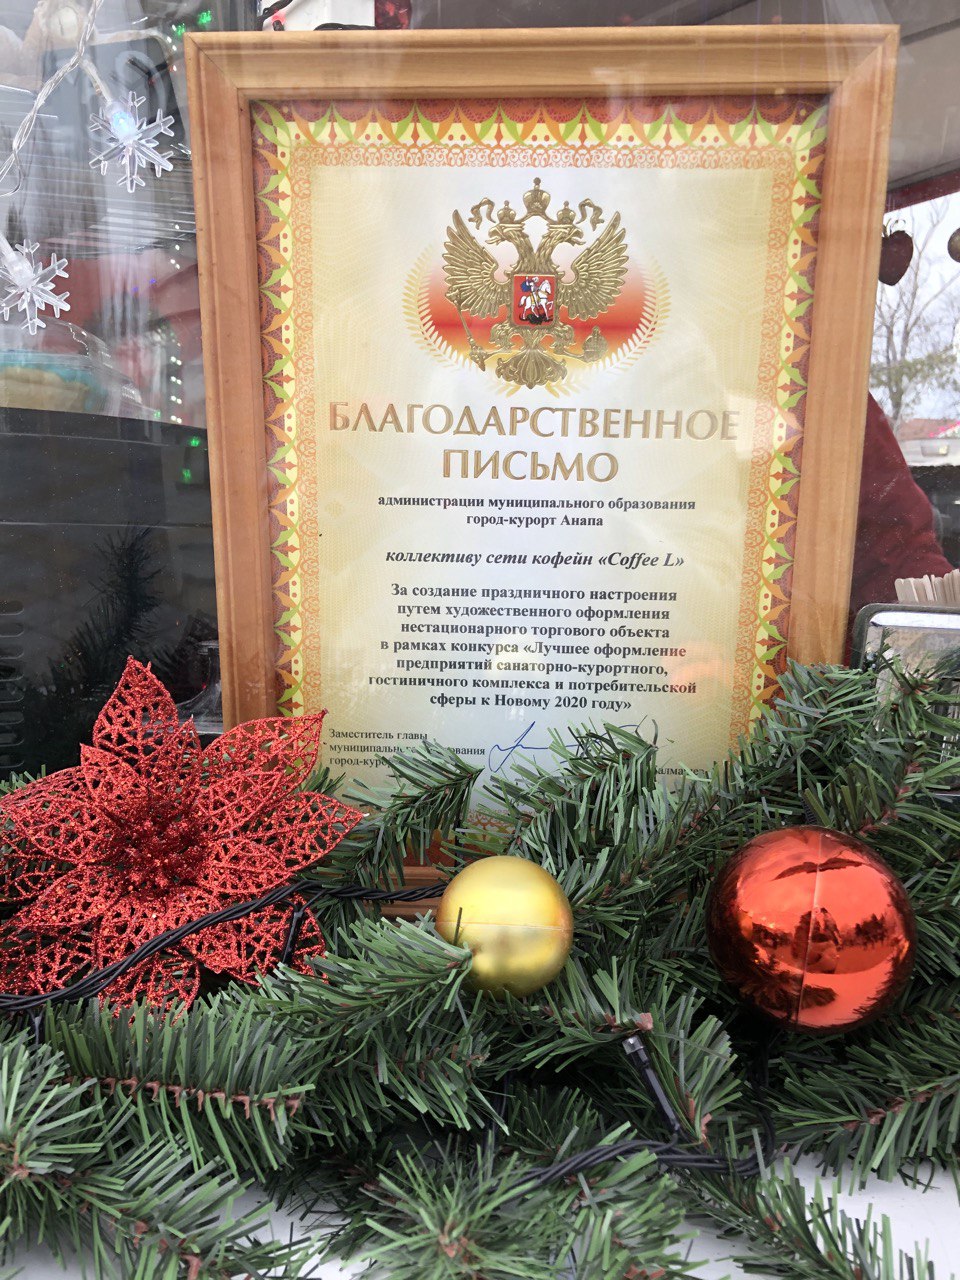 БЛАГОДАРСТВЕННОЕ
ПИСЬМО
администрации муниципального образования
город-курорт Анапа
коллективу сети кофейн «Coffee L»
За создание праздничного настроения
путем художественного оформления
нестационарного торгового объекта
в рамках конкурса «Лучшее оформление
предприятий санаторно-курортного,
гостиничного комплекса и потребительской
сферы к Новому 2020 году»
Заместитель главы